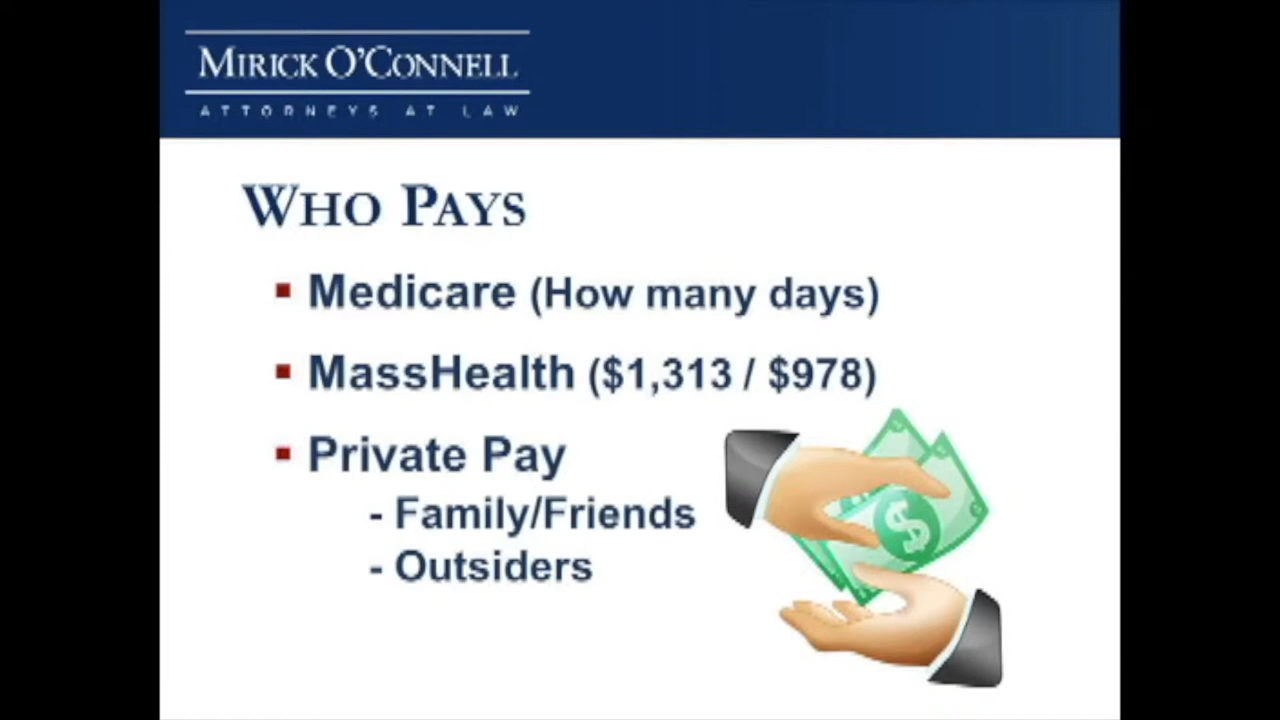 MIRICK O'CONNELL
ATTORNEYS AT LAW
WHO PAYS
▪ Medicare (How many days)
▪ MassHealth ($1,313 / $978)
▪ Private Pay
- Family/Friends
- Outsiders
$